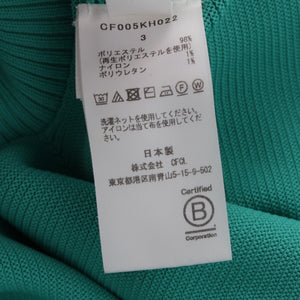 CF005KH022
3
ポリエステル 98%
(再生ポリエステルを使用)
ナイロン 1%
ポリウレタン 1%
洗濯ネットをご使用ください。
アイロンは当て布を使用してください。
日本製
株式会社 CFCL
東京都港区南青山5-15-9-502
Certified
B
Corporation